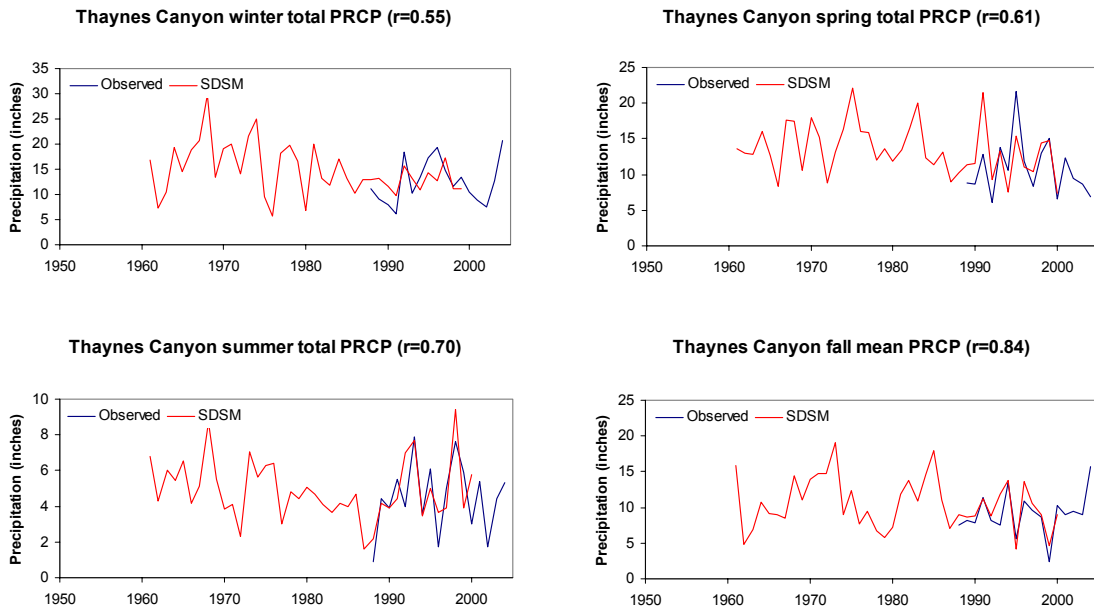 Thaynes Canyon winter total PRCP (r=0.55)
Precipitation (inches)
35
30
25
20
15
10
5
0
Observed SDSM
1950 1960 1970 1980 1990 2000
Thaynes Canyon spring total PRCP (r=0.61)
Precipitation (inches)
25
20
15
10
5
0
Observed SDSM
1950 1960 1970 1980 1990 2000
Thaynes Canyon summer total PRCP (r=0.70)
Precipitation (inches)
10
8
6
4
2
0
Observed SDSM
1950 1960 1970 1980 1990 2000
Thaynes Canyon fall mean PRCP (r=0.84)
Precipitation (inches)
25
20
15
10
5
0
Observed SDSM
1950 1960 1970 1980 1990 2000